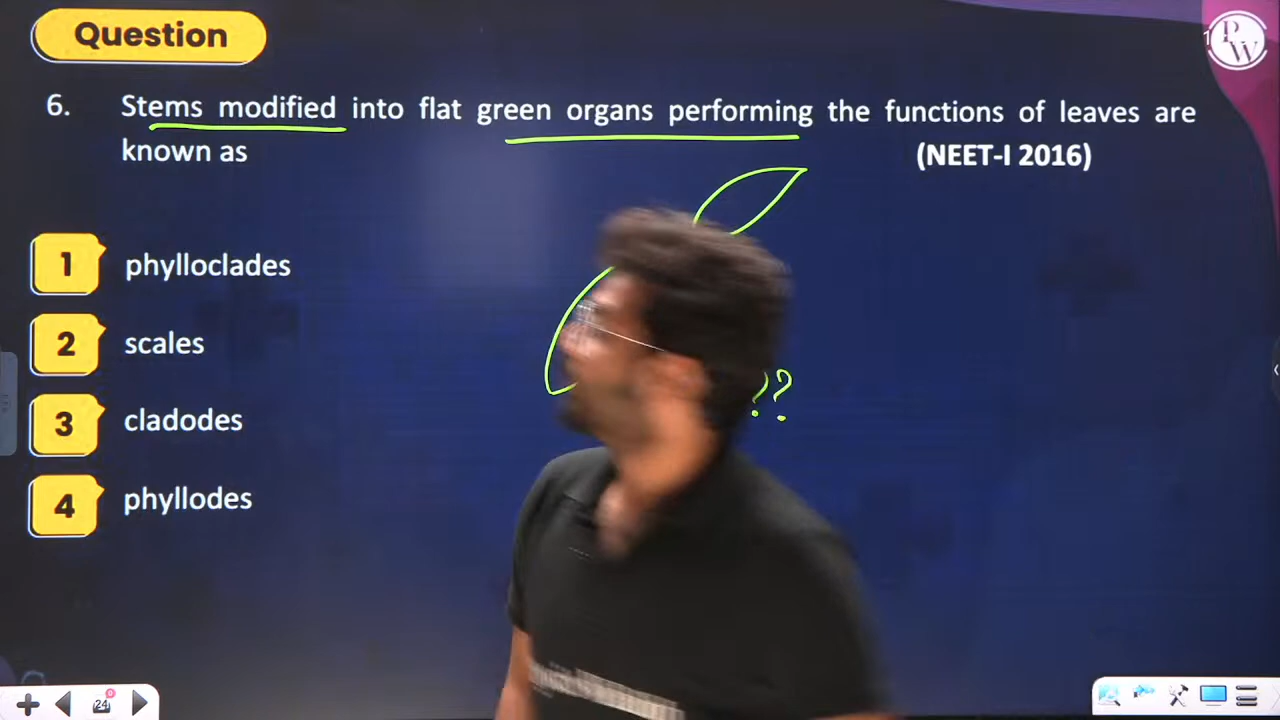 Question
PW
6. Stems modified into flat green organs performing the functions of leaves are
known as (NEET-I 2016)
1 phylloclades
2 scales
3 cladodes
4 phyllodes
??
24